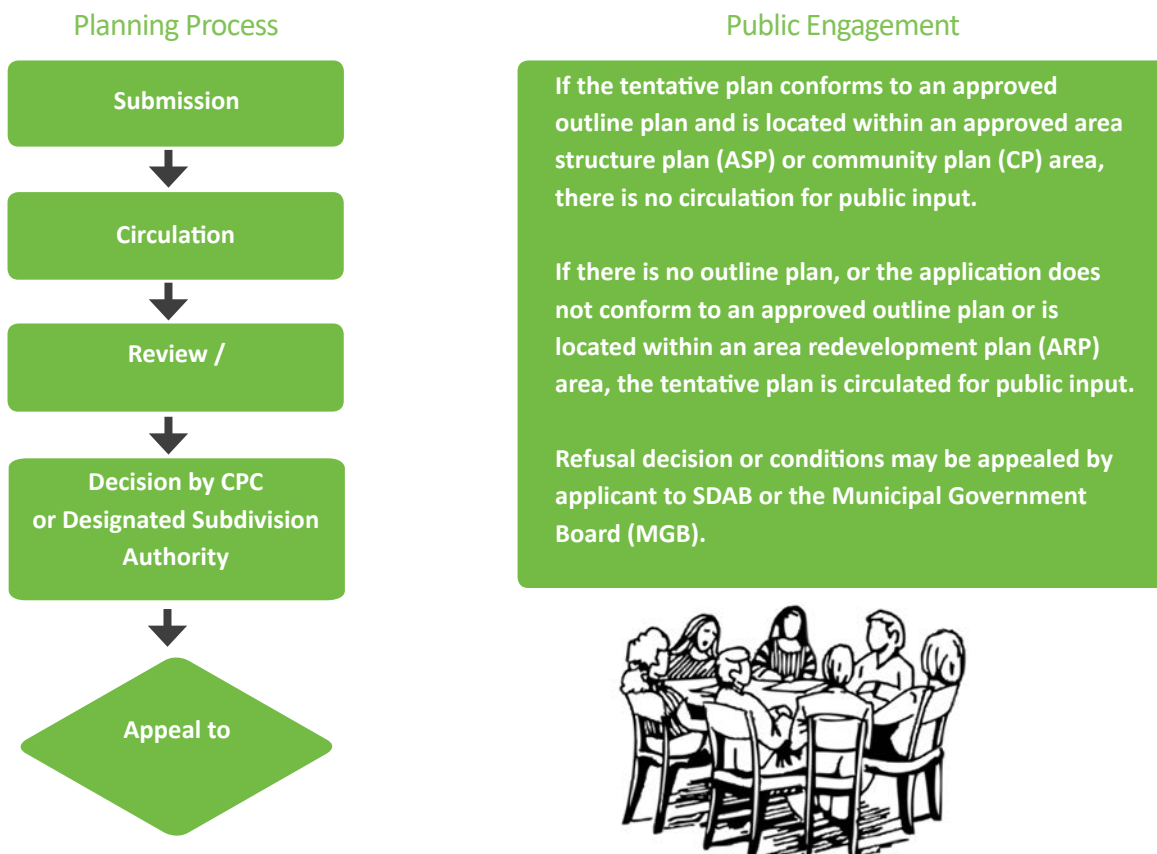 Planning Process
Submission
Circulation
Review /
Decision by CPC
or Designated Subdivision
Authority
Appeal to
Public Engagement
If the tentative plan conforms to an approved
outline plan and is located within an approved area
structure plan (ASP) or community plan (CP) area,
there is no circulation for public input.
If there is no outline plan, or the application does
not conform to an approved outline plan or is
located within an area redevelopment plan (ARP)
area, the tentative plan is circulated for public input.
Refusal decision or conditions may be appealed by
applicant to SDAB or the Municipal Government
Board (MGB).